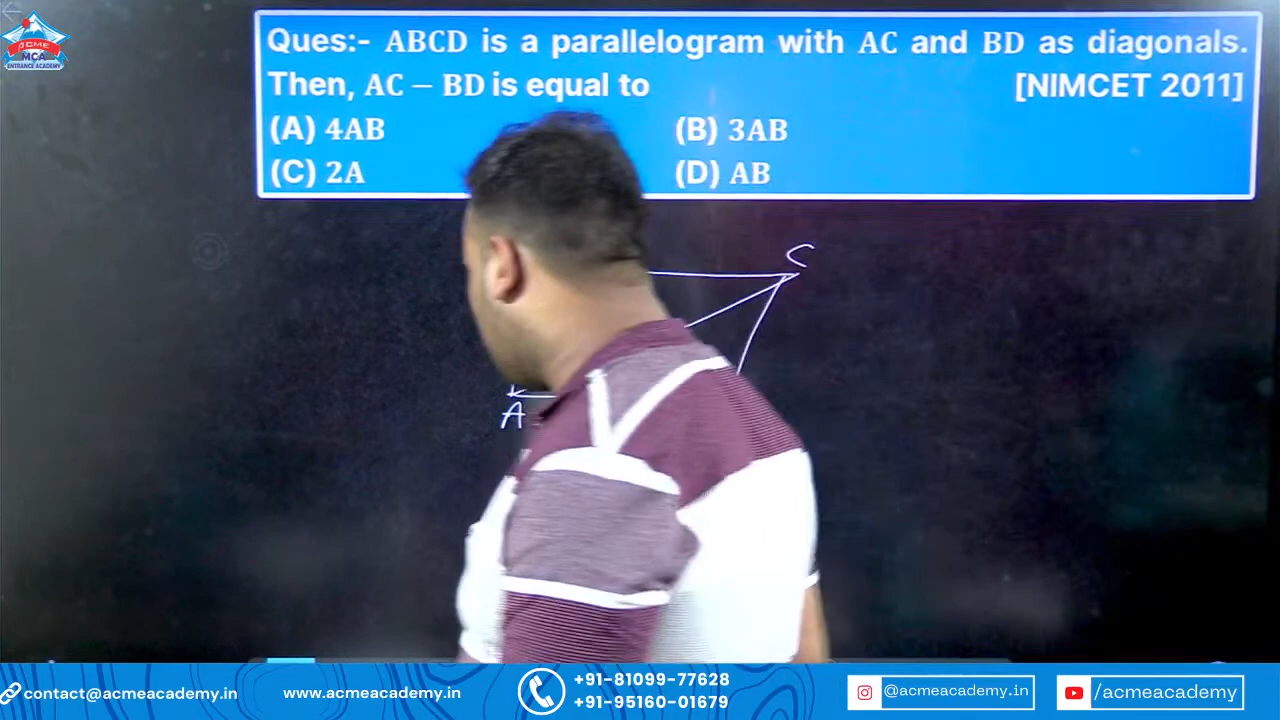 ACME
MCA
ENTRANCE ACADEMY
Ques:- ABCD is a parallelogram with AC and BD as diagonals.
Then, AC − BD is equal to [NIMCET 2011]
(A) 4AB (B) 3AB
(C) 2A (D) AB
C
A
contact@acmeacademy.in
www.acmeacademy.in
+91-81099-77628
+91-95160-01679
@acmeacademy.in
/acmeacademy